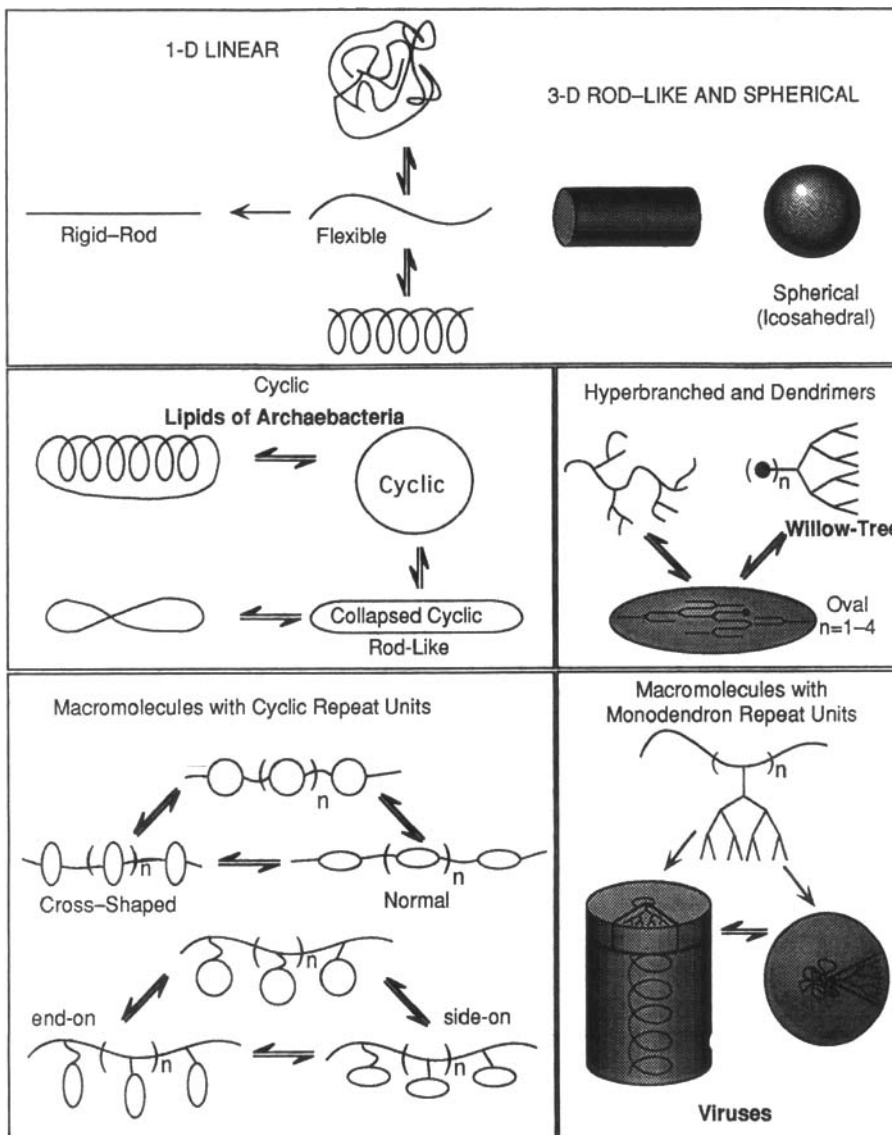 1-D LINEAR
3-D ROD–LIKE AND SPHERICAL
Rigid–Rod
Flexible
Spherical
(Icosahedral)
Cyclic
Lipids of Archaebacteria
Cyclic
Collapsed Cyclic
Rod-Like
Hyperbranched and Dendrimers
( )n
Willow-Tree
Oval
n=1–4
Macromolecules with Cyclic Repeat Units
( )n
( )n
( )n
Cross–Shaped
Normal
( )n
end-on
side-on
( )n
( )n
Macromolecules with
Monodendron Repeat Units
( )n
Viruses